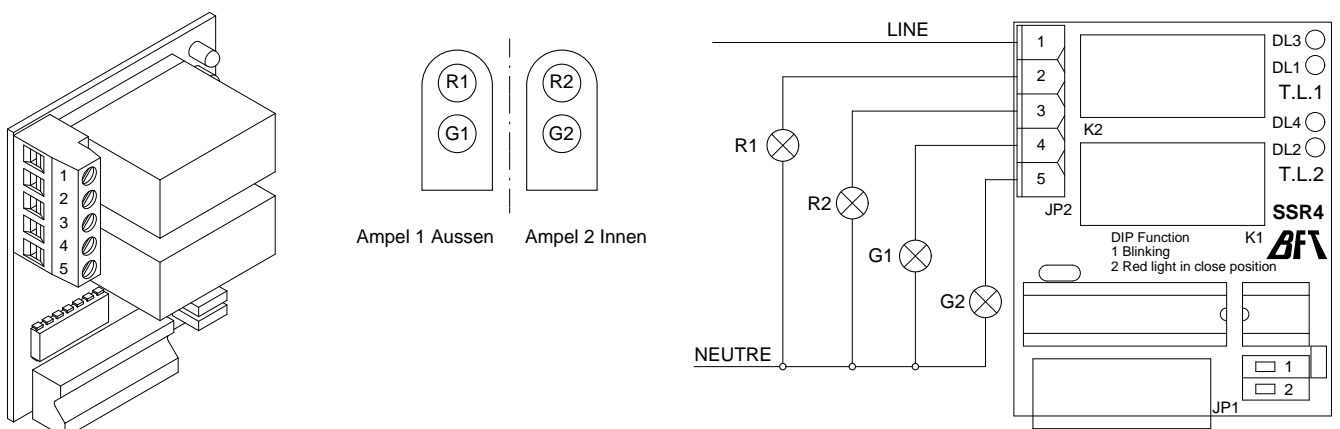 1
2
3
4
5
R1
G1
R2
G2
Ampel 1 Aussen
Ampel 2 Innen
LINE
R1
R2
G1
G2
NEUTRE
1
2
3
4
5
JP2
K2
K1
DL3
DL1
T.L.1
DL4
DL2
T.L.2
SSR4
BFT
DIP Function
1 Blinking
2 Red light in close position
1
2
JP1